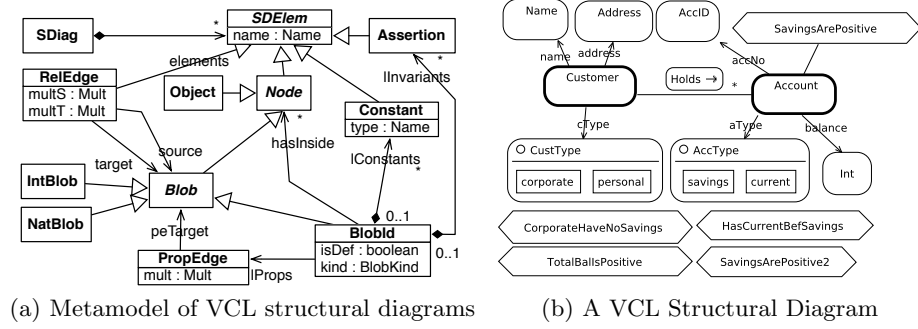 SDiag
*
SDElem
name : Name
Assertion
elements
lInvariants
*
RelEdge
multS : Mult
multT : Mult
Object
Node
*
Constant
type : Name
hasInside
lConstants
*
target
source
IntBlob
Blob
NatBlob
peTarget
0..1
BlobId
isDef : boolean
kind : BlobKind
0..1
PropEdge
mult : Mult
lProps
(a) Metamodel of VCL structural diagrams
Name
Address
AccID
SavingsArePositive
name
address
accNo
Customer
Holds →
*
Account
cType
aType
balance
CustType
corporate
personal
AccType
savings
current
Int
CorporateHaveNoSavings
HasCurrentBefSavings
TotalBalIsPositive
SavingsArePositive2
(b) A VCL Structural Diagram